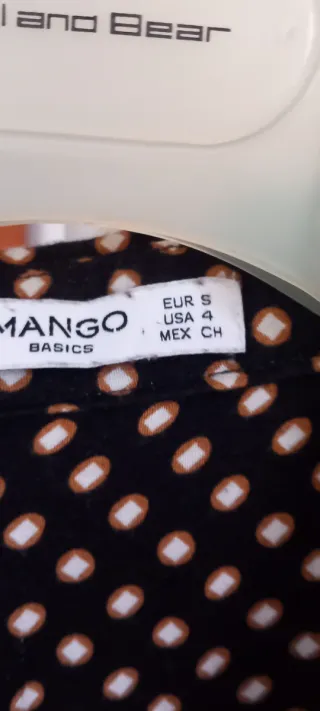 l and Bear
MANGO
BASICS
EUR S
USA 4
MEX CH